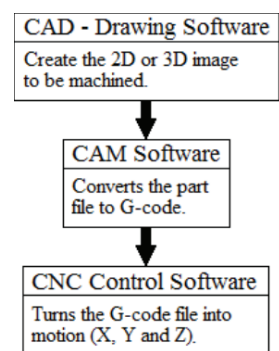 CAD - Drawing Software
Create the 2D or 3D image
to be machined.
CAM Software
Converts the part
file to G-code.
CNC Control Software
Turns the G-code file into
motion (X, Y and Z).